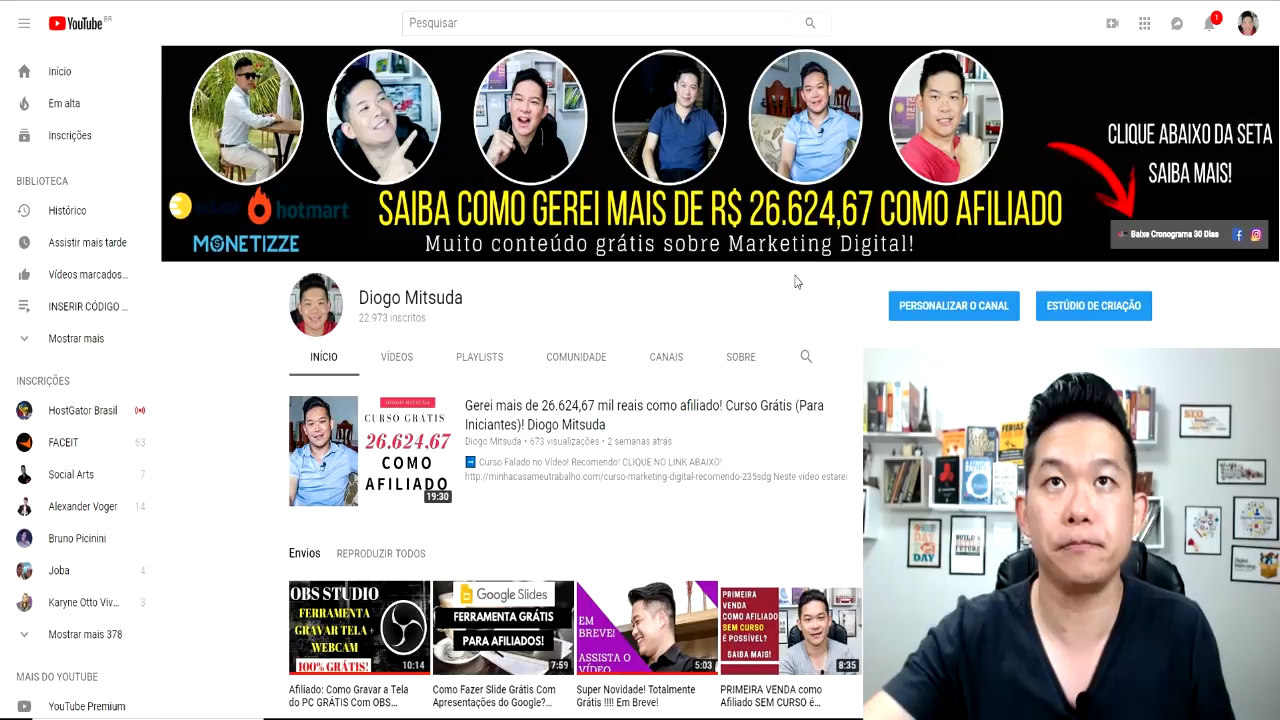 YouTube BR
Pesquisar
1
Início
Em alta
Inscrições
BIBLIOTECA
Histórico
Assistir mais tarde
Vídeos marcados...
INSERIR CÓDIGO ...
Mostrar mais
INSCRIÇÕES
HostGator Brasil
FACEIT 63
Social Arts 7
Alexander Voger 14
Bruno Picinini
Joba 4
Karyne Otto Viv... 3
Mostrar mais 378
MAIS DO YOUTUBE
YouTube Premium
CLIQUE ABAIXO DA SETA
SAIBA MAIS!
hotmart
MONETIZZE
SAIBA COMO GEREI MAIS DE R$ 26.624,67 COMO AFILIADO
Muito conteúdo grátis sobre Marketing Digital!
Baixe Cronograma 30 Dias
Diogo Mitsuda
22.973 inscritos
PERSONALIZAR O CANAL
ESTÚDIO DE CRIAÇÃO
INÍCIO VÍDEOS PLAYLISTS COMUNIDADE CANAIS SOBRE
DIOGO MITSUDA
CURSO GRÁTIS
26.624,67
COMO
AFILIADO
19:30
Gerei mais de 26.624,67 mil reais como afiliado! Curso Grátis (Para
Iniciantes)! Diogo Mitsuda
Diogo Mitsuda • 673 visualizações • 2 semanas atrás
Curso Falado no Vídeo! Recomendo! CLIQUE NO LINK ABAIXO!
http://minhacasameutrabalho.com/curso-marketing-digital-recomendo-235sdg Neste vídeo estarei
Envios REPRODUZIR TODOS
OBS STUDIO
FERRAMENTA
GRAVAR TELA +
WEBCAM
100% GRÁTIS!
10:14
Afiliado: Como Gravar a Tela
do PC GRÁTIS Com OBS...
Google Slides
FERRAMENTA GRÁTIS
PARA AFILIADOS!
7:59
Como Fazer Slide Grátis Com
Apresentações do Google?...
EM
BREVE!
ASSISTA O
VÍDEO
5:03
Super Novidade! Totalmente
Grátis !!!! Em Breve!
PRIMEIRA
VENDA
COMO AFILIADO
SEM CURSO
É POSSÍVEL?
SAIBA MAIS!
8:35
PRIMEIRA VENDA como
Afiliado SEM CURSO é...
SEO
FÉRIAS
GOOD
DAY
BUILD
FUTURE